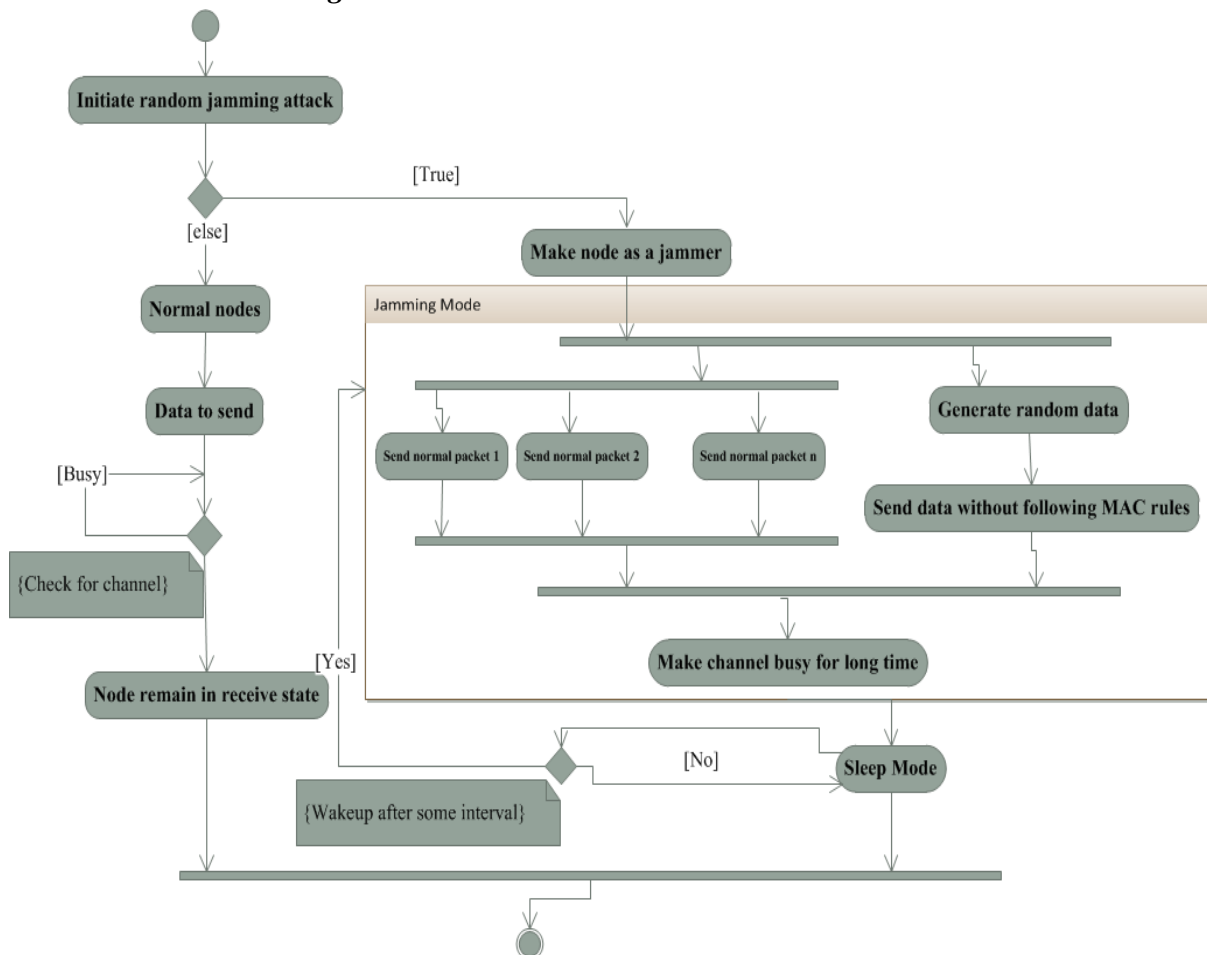 Initiate random jamming attack
[True]
[else]
Make node as a jammer
Normal nodes
Jamming Mode
Data to send
Generate random data
Send normal packet 1
Send normal packet 2
Send normal packet n
[Busy]
Send data without following MAC rules
{Check for channel}
[Yes]
Make channel busy for long time
Node remain in receive state
[No]
Sleep Mode
{Wakeup after some interval}